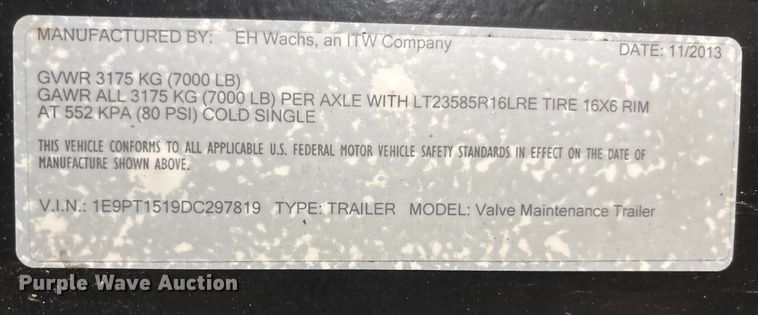 MANUFACTURED BY: EH Wachs, an ITW Company
DATE: 11/2013
GVWR 3175 KG (7000 LB)
GAWR ALL 3175 KG (7000 LB) PER AXLE WITH LT23585R16LRE TIRE 16X6 RIM
AT 552 KPA (80 PSI) COLD SINGLE
THIS VEHICLE CONFORMS TO ALL APPLICABLE U.S. FEDERAL MOTOR VEHICLE SAFETY STANDARDS IN EFFECT ON THE DATE OF
MANUFACTURE SHOWN ABOVE.
V.I.N.: 1E9PT1519DC297819 TYPE: TRAILER MODEL: Valve Maintenance Trailer
Purple Wave Auction